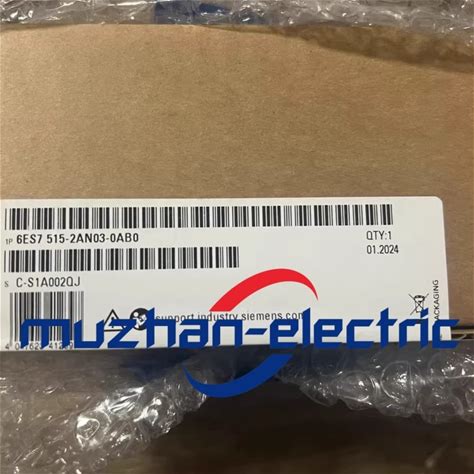 1P 6ES7 515-2AN03-0AB0
QTY:1
01.2024
S C-S1A002QJ
support.industry.siemens.com
muzhan-electric
PACKAGING